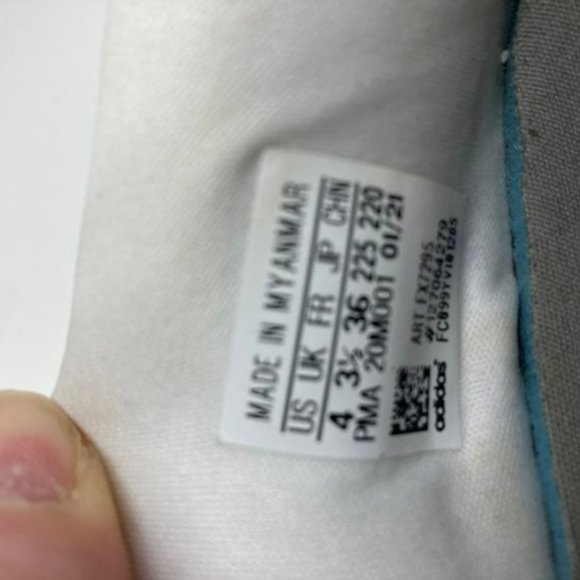 MADE IN MYANMAR
US UK FR JP CHN
4 3½ 36 225 220
PMA 20M001 01/21
ART FX7295
#127064279
adidas